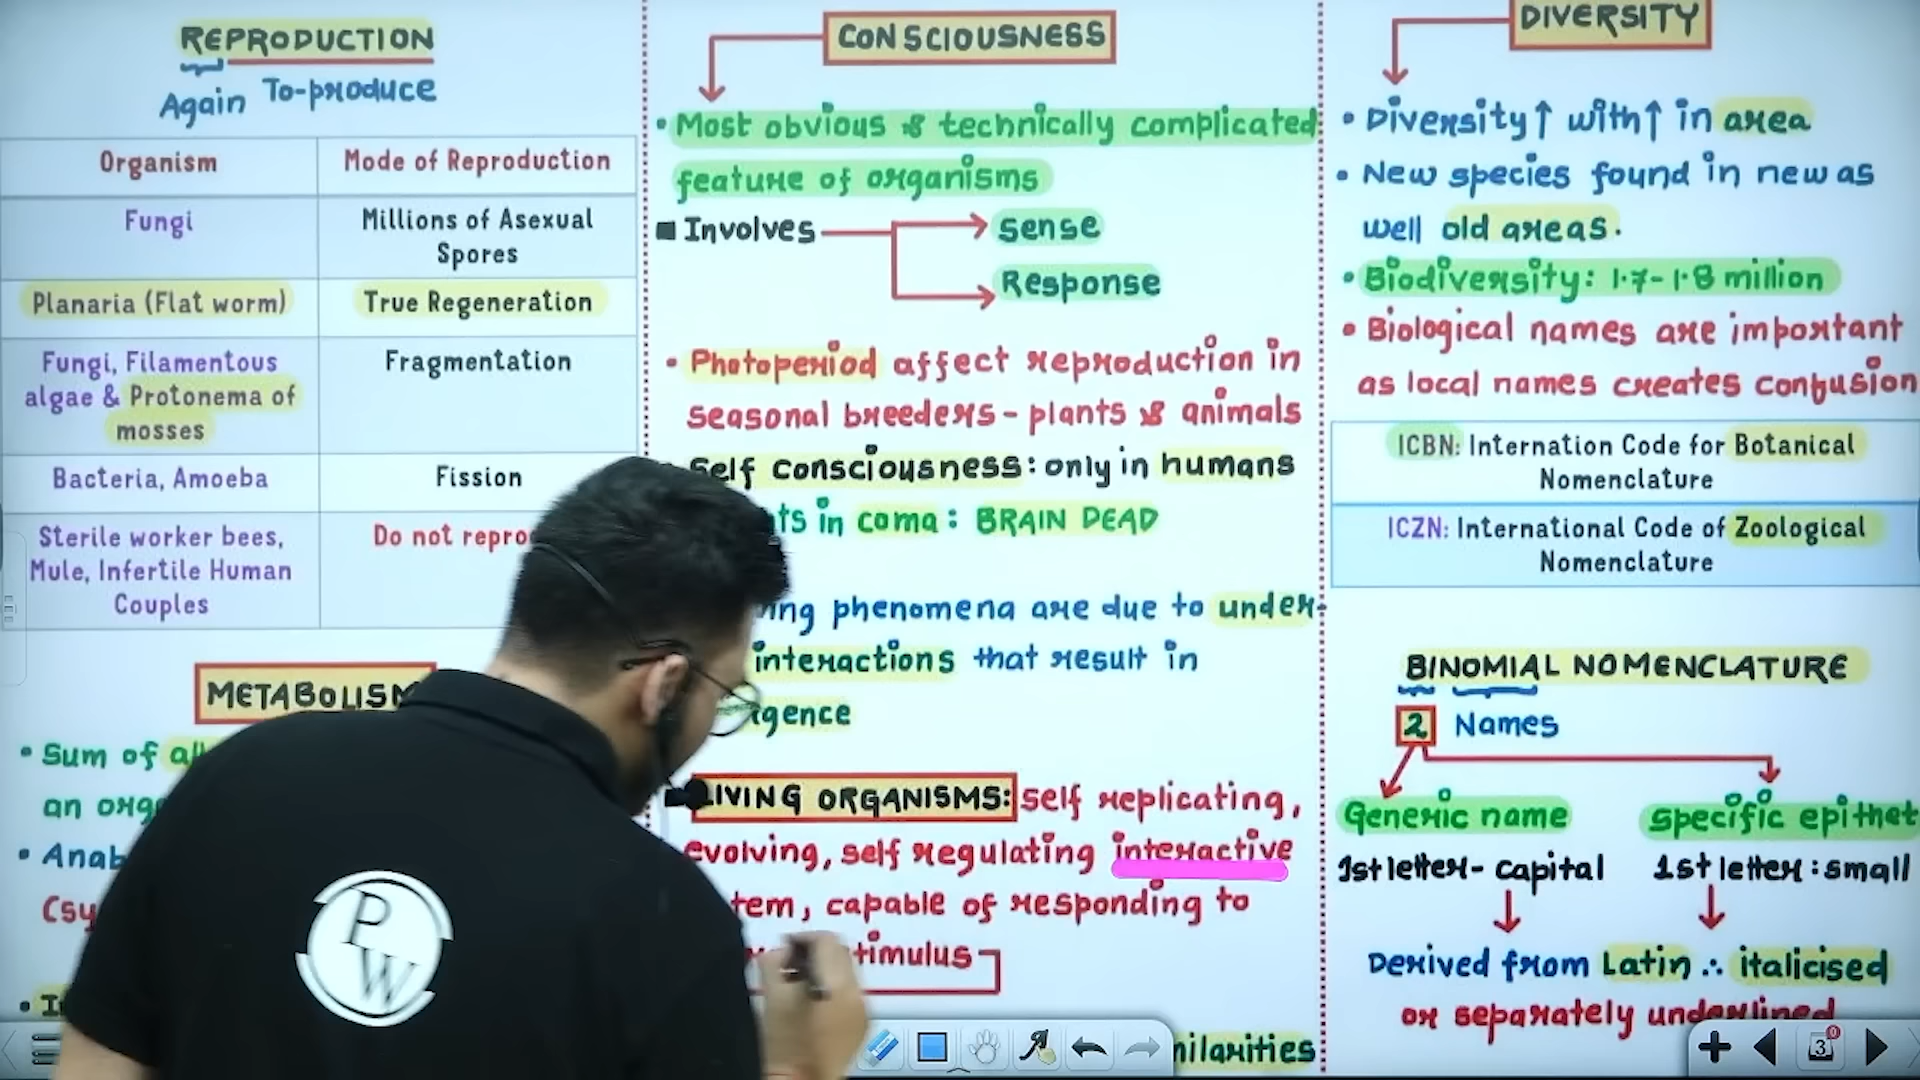 REPRODUCTION
Again To-produce
Organism Mode of Reproduction
Fungi Millions of Asexual
Spores
Planaria (Flat worm) True Regeneration
Fungi, Filamentous Fragmentation
algae & Protonema of
mosses
Bacteria, Amoeba Fission
Sterile worker bees, Do not repro
Mule, Infertile Human
Couples
METABOLISM
• Sum of al
an org
• Anab
(sy
• I
CONSCIOUSNESS
• Most obvious & technically complicated
feature of organisms
■ Involves
Sense
Response
• Photoperiod affect reproduction in
seasonal breeders - plants & animals
Self consciousness: only in humans
ts in coma: BRAIN DEAD
ing phenomena are due to under-
interactions that result in
gence
LIVING ORGANISMS: self replicating,
evolving, self regulating interactive
tem, capable of responding to
timulus
milarities
DIVERSITY
• Diversity↑ with↑ in area
• New species found in new as
well old areas.
• Biodiversity: 1.7-1.8 million
• Biological names are important
as local names creates confusion
ICBN: Internation Code for Botanical
Nomenclature
ICZN: International Code of Zoological
Nomenclature
BINOMIAL NOMENCLATURE
2 Names
Generic name specific epithet
1st letter- capital 1st letter: small
Derived from Latin ∴ italicised
or separately underlined
PW
3
0